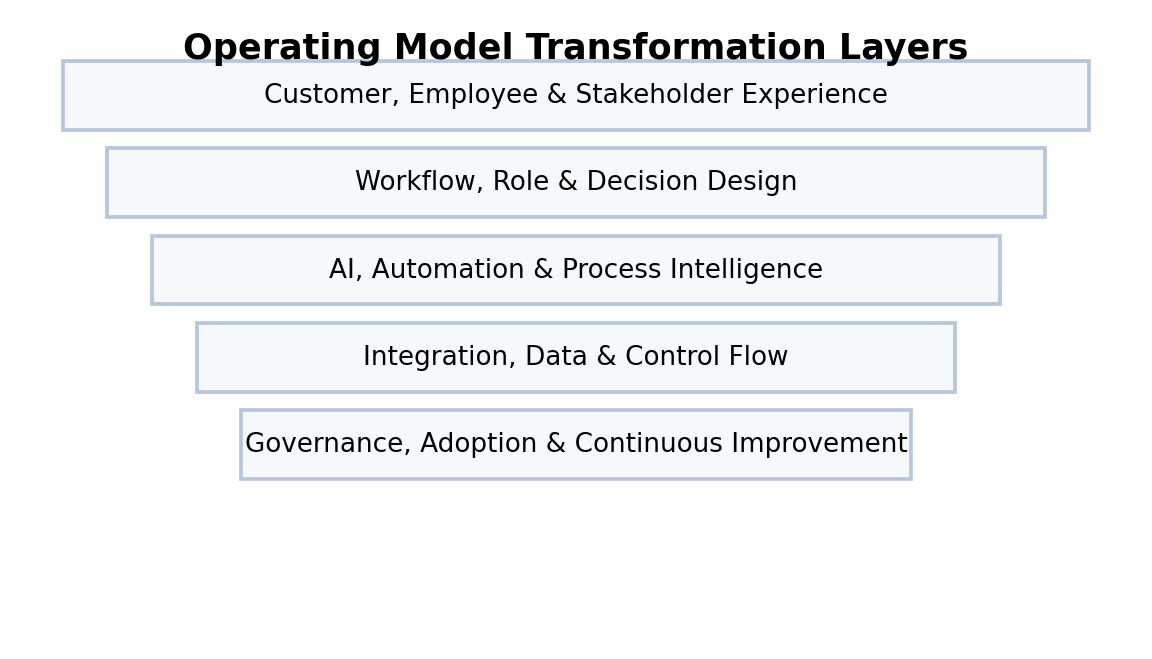 Operating Model Transformation Layers
Customer, Employee & Stakeholder Experience
Workflow, Role & Decision Design
AI, Automation & Process Intelligence
Integration, Data & Control Flow
Governance, Adoption & Continuous Improvement